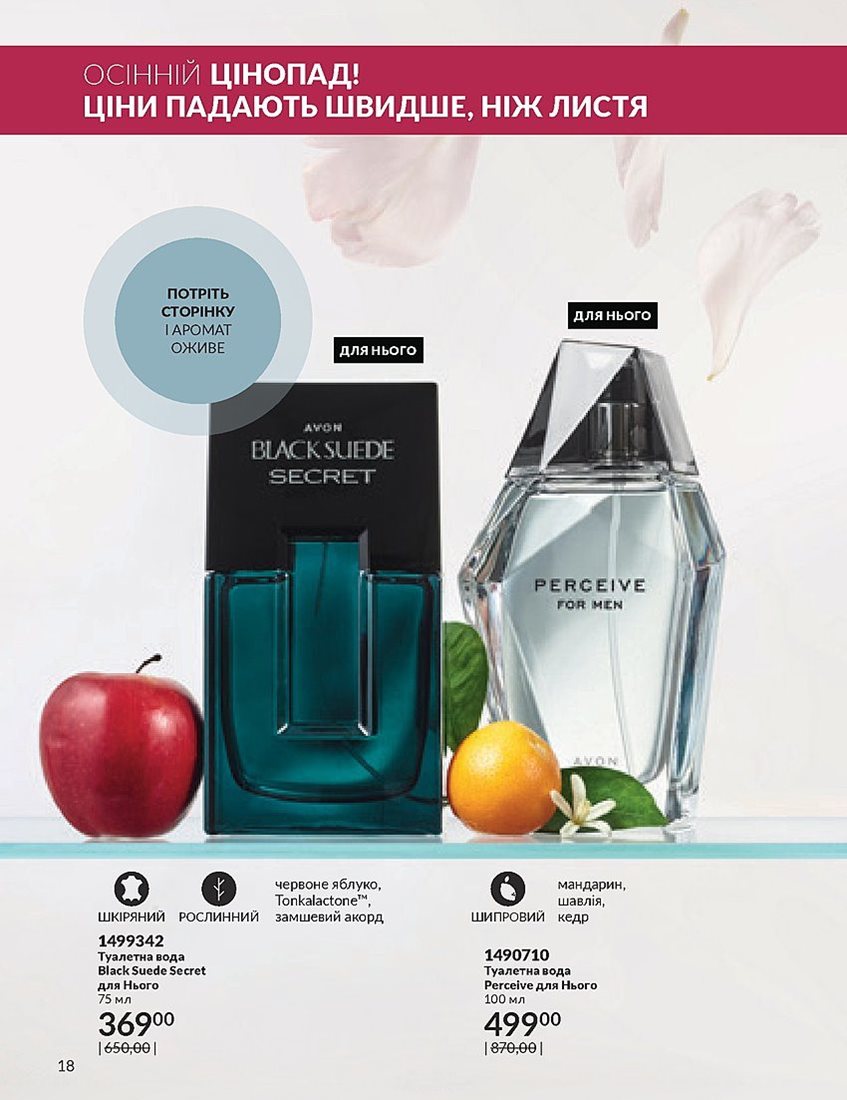 ОСІННІЙ ЦІНОПАД!
ЦІНИ ПАДАЮТЬ ШВИДШЕ, НІЖ ЛИСТЯ
ПОТРІТЬ
СТОРІНКУ
І АРОМАТ
ОЖИВЕ
ДЛЯ НЬОГО
ДЛЯ НЬОГО
AVON
BLACK SUEDE
SECRET
PERCEIVE
FOR MEN
AVON
ШКІРЯНИЙ
РОСЛИННИЙ
червоне яблуко,
Tonkalactone™,
замшевий акорд
1499342
Туалетна вода
Black Suede Secret
для Нього
75 мл
369⁰⁰
|650,00|
ШИПРОВИЙ
мандарин,
шавлія,
кедр
1490710
Туалетна вода
Perceive для Нього
100 мл
499⁰⁰
|870,00|
18